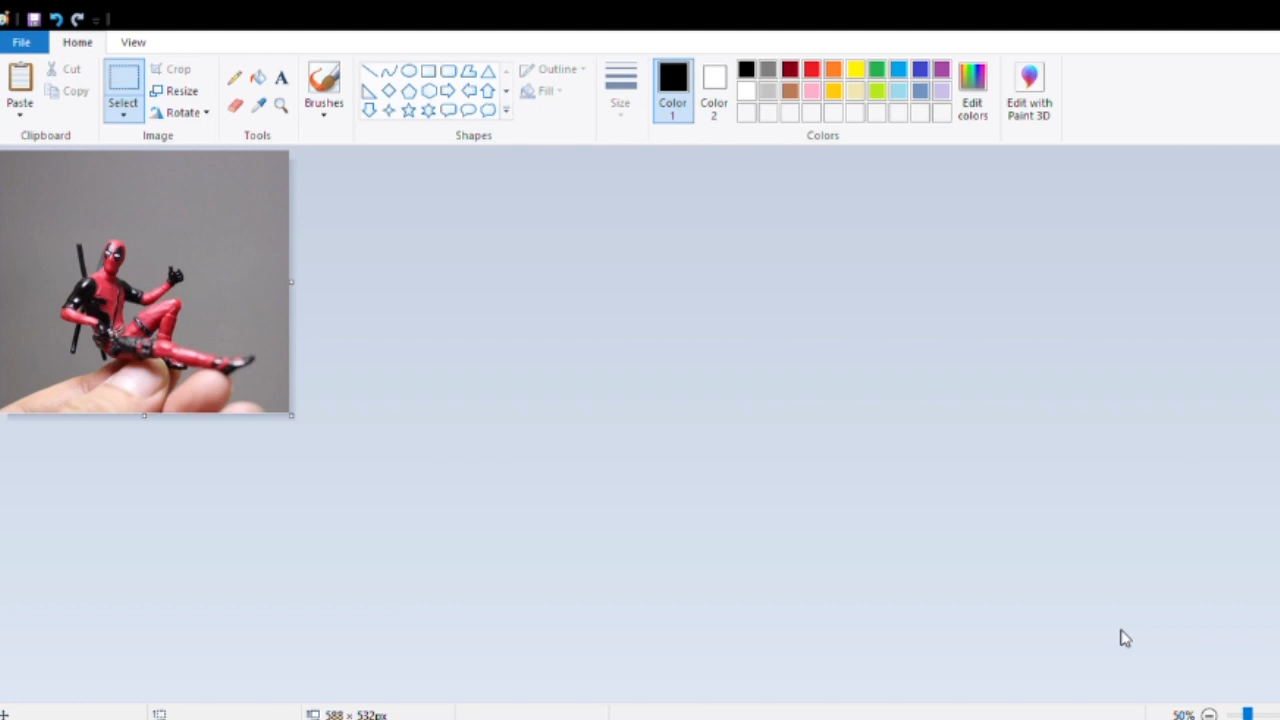 File Home View
Paste
Cut
Copy
Clipboard
Select
Crop
Resize
Rotate
Image
Tools
Brushes
Shapes
Outline
Fill
Size
Color 1
Color 2
Colors
Edit colors
Edit with Paint 3D
588 × 532px
50%